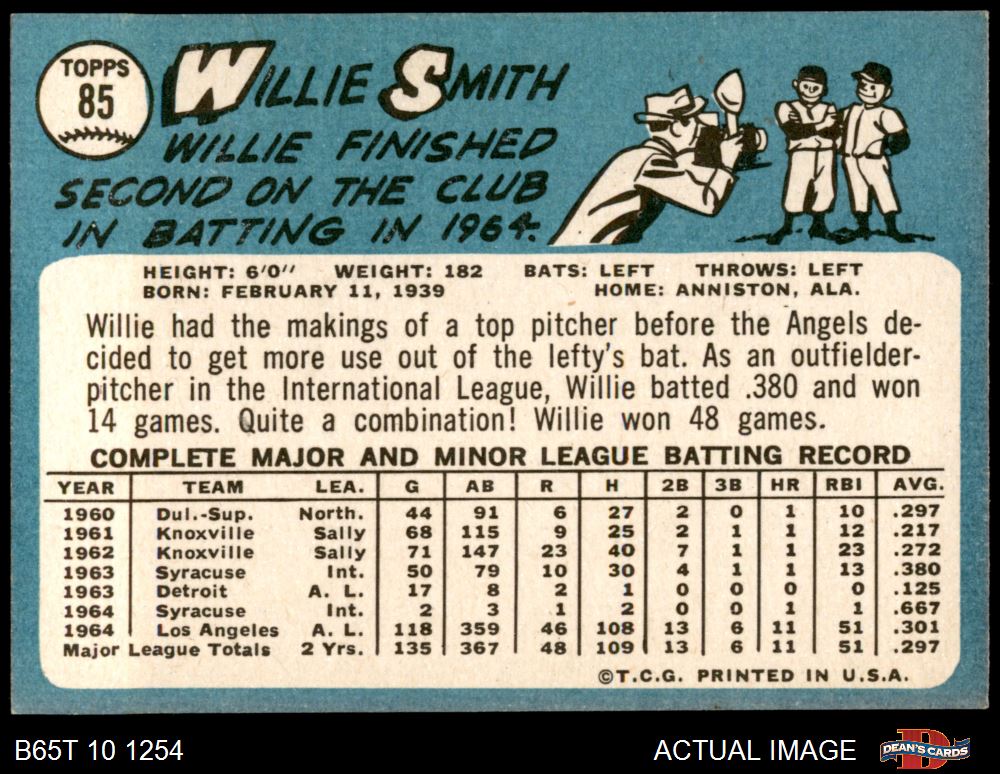 TOPPS
85
WILLIE SMITH
WILLIE FINISHED
SECOND ON THE CLUB
IN BATTING IN 1964.
HEIGHT: 6'0" WEIGHT: 182 BATS: LEFT THROWS: LEFT
BORN: FEBRUARY 11, 1939 HOME: ANNISTON, ALA.
Willie had the makings of a top pitcher before the Angels de-
cided to get more use out of the lefty's bat. As an outfielder-
pitcher in the International League, Willie batted .380 and won
14 games. Quite a combination! Willie won 48 games.
COMPLETE MAJOR AND MINOR LEAGUE BATTING RECORD
YEAR TEAM LEA. G AB R H 2B 3B HR RBI AVG.
1960 Dul.-Sup. North. 44 91 6 27 2 0 1 10 .297
1961 Knoxville Sally 68 115 9 25 2 1 1 12 .217
1962 Knoxville Sally 71 147 23 40 7 1 1 23 .272
1963 Syracuse Int. 50 79 10 30 4 1 1 13 .380
1963 Detroit A. L. 17 8 2 1 0 0 0 0 .125
1964 Syracuse Int. 2 3 1 2 0 0 1 1 .667
1964 Los Angeles A. L. 118 359 46 108 13 6 11 51 .301
Major League Totals 2 Yrs. 135 367 48 109 13 6 11 51 .297
©T.C.G. PRINTED IN U.S.A.
B65T 10 1254 ACTUAL IMAGE DEAN'S CARDS